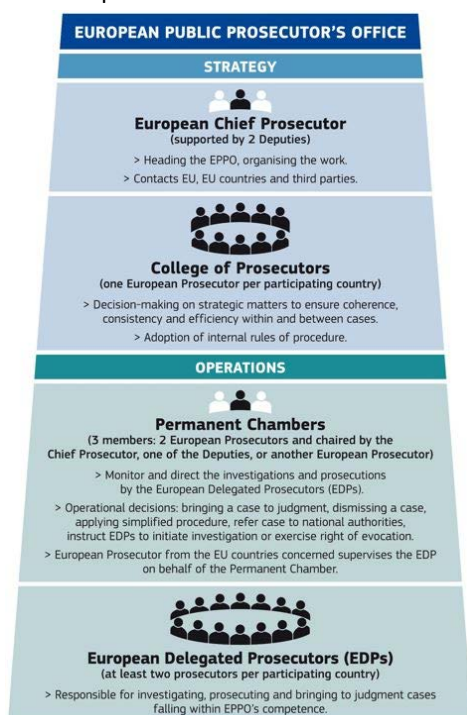 EUROPEAN PUBLIC PROSECUTOR'S OFFICE
STRATEGY
European Chief Prosecutor
(supported by 2 Deputies)
> Heading the EPPO, organising the work.
> Contacts EU, EU countries and third parties.
College of Prosecutors
(one European Prosecutor per participating country)
> Decision-making on strategic matters to ensure coherence,
consistency and efficiency within and between cases.
> Adoption of internal rules of procedure.
OPERATIONS
Permanent Chambers
(3 members: 2 European Prosecutors and chaired by the
Chief Prosecutor, one of the Deputies, or another European Prosecutor)
> Monitor and direct the investigations and prosecutions
by the European Delegated Prosecutors (EDPs).
> Operational decisions: bringing a case to judgment, dismissing a case,
applying simplified procedure, refer case to national authorities,
instruct EDPs to initiate investigation or exercise right of evocation.
> European Prosecutor from the EU countries concerned supervises the EDP
on behalf of the Permanent Chamber.
European Delegated Prosecutors (EDPs)
(at least two prosecutors per participating country)
> Responsible for investigating, prosecuting and bringing to judgment cases
falling within EPPO's competence.